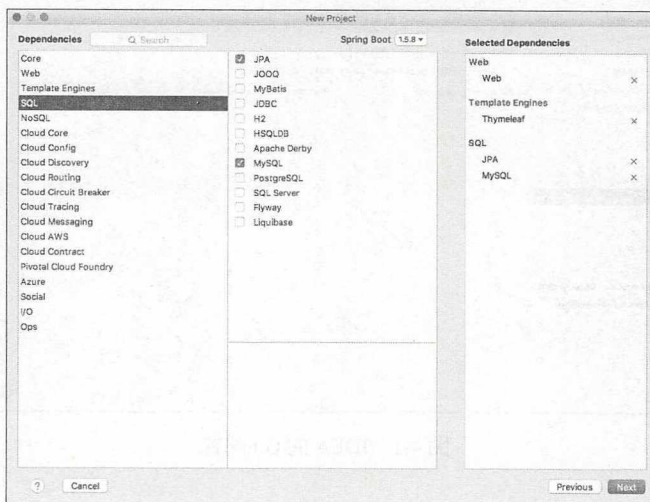 New Project
Dependencies
Search
Spring Boot 1.5.8
Selected Dependencies
Core
Web
Template Engines
SQL
NoSQL
Cloud Core
Cloud Config
Cloud Discovery
Cloud Routing
Cloud Circuit Breaker
Cloud Tracing
Cloud Messaging
Cloud AWS
Cloud Contract
Pivotal Cloud Foundry
Azure
Social
I/O
Ops
JPA
JOOQ
MyBatis
JDBC
H2
HSQLDB
Apache Derby
MySQL
PostgreSQL
SQL Server
Flyway
Liquibase
Web
Web
Template Engines
Thymeleaf
SQL
JPA
MySQL
?
Cancel
Previous
Next